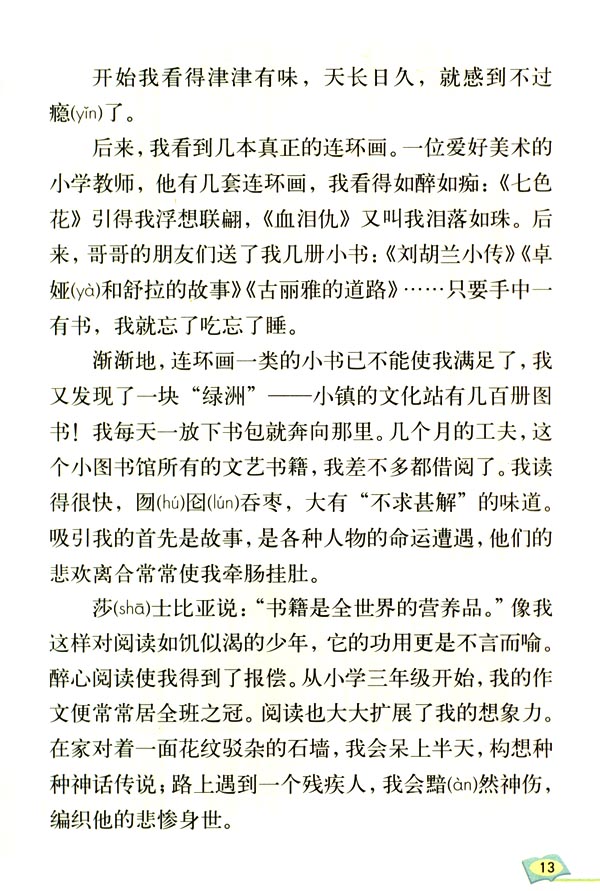 开始我看得津津有味，天长日久，就感到不过
瘾(yǐn)了。
后来，我看到几本真正的连环画。一位爱好美术的
小学教师，他有几套连环画，我看得如醉如痴：《七色
花》引得我浮想联翩，《血泪仇》又叫我泪落如珠。后
来，哥哥的朋友们送了我几册小书：《刘胡兰小传》《卓
娅(yà)和舒拉的故事》《古丽雅的道路》……只要手中一
有书，我就忘了吃忘了睡。
渐渐地，连环画一类的小书已不能使我满足了，我
又发现了一块“绿洲”——小镇的文化站有几百册图
书！我每天一放下书包就奔向那里。几个月的工夫，这
个小图书馆所有的文艺书籍，我差不多都借阅了。我读
得很快，囫(hú)囵(lún)吞枣，大有“不求甚解”的味道。
吸引我的首先是故事，是各种人物的命运遭遇，他们的
悲欢离合常常使我牵肠挂肚。
莎(shā)士比亚说：“书籍是全世界的营养品。”像我
这样对阅读如饥似渴的少年，它的功用更是不言而喻。
醉心阅读使我得到了报偿。从小学三年级开始，我的作
文便常常居全班之冠。阅读也大大扩展了我的想象力。
在家对着一面花纹驳杂的石墙，我会呆上半天，构想种
种神话传说；路上遇到一个残疾人，我会黯(àn)然神伤，
编织他的悲惨身世。
13